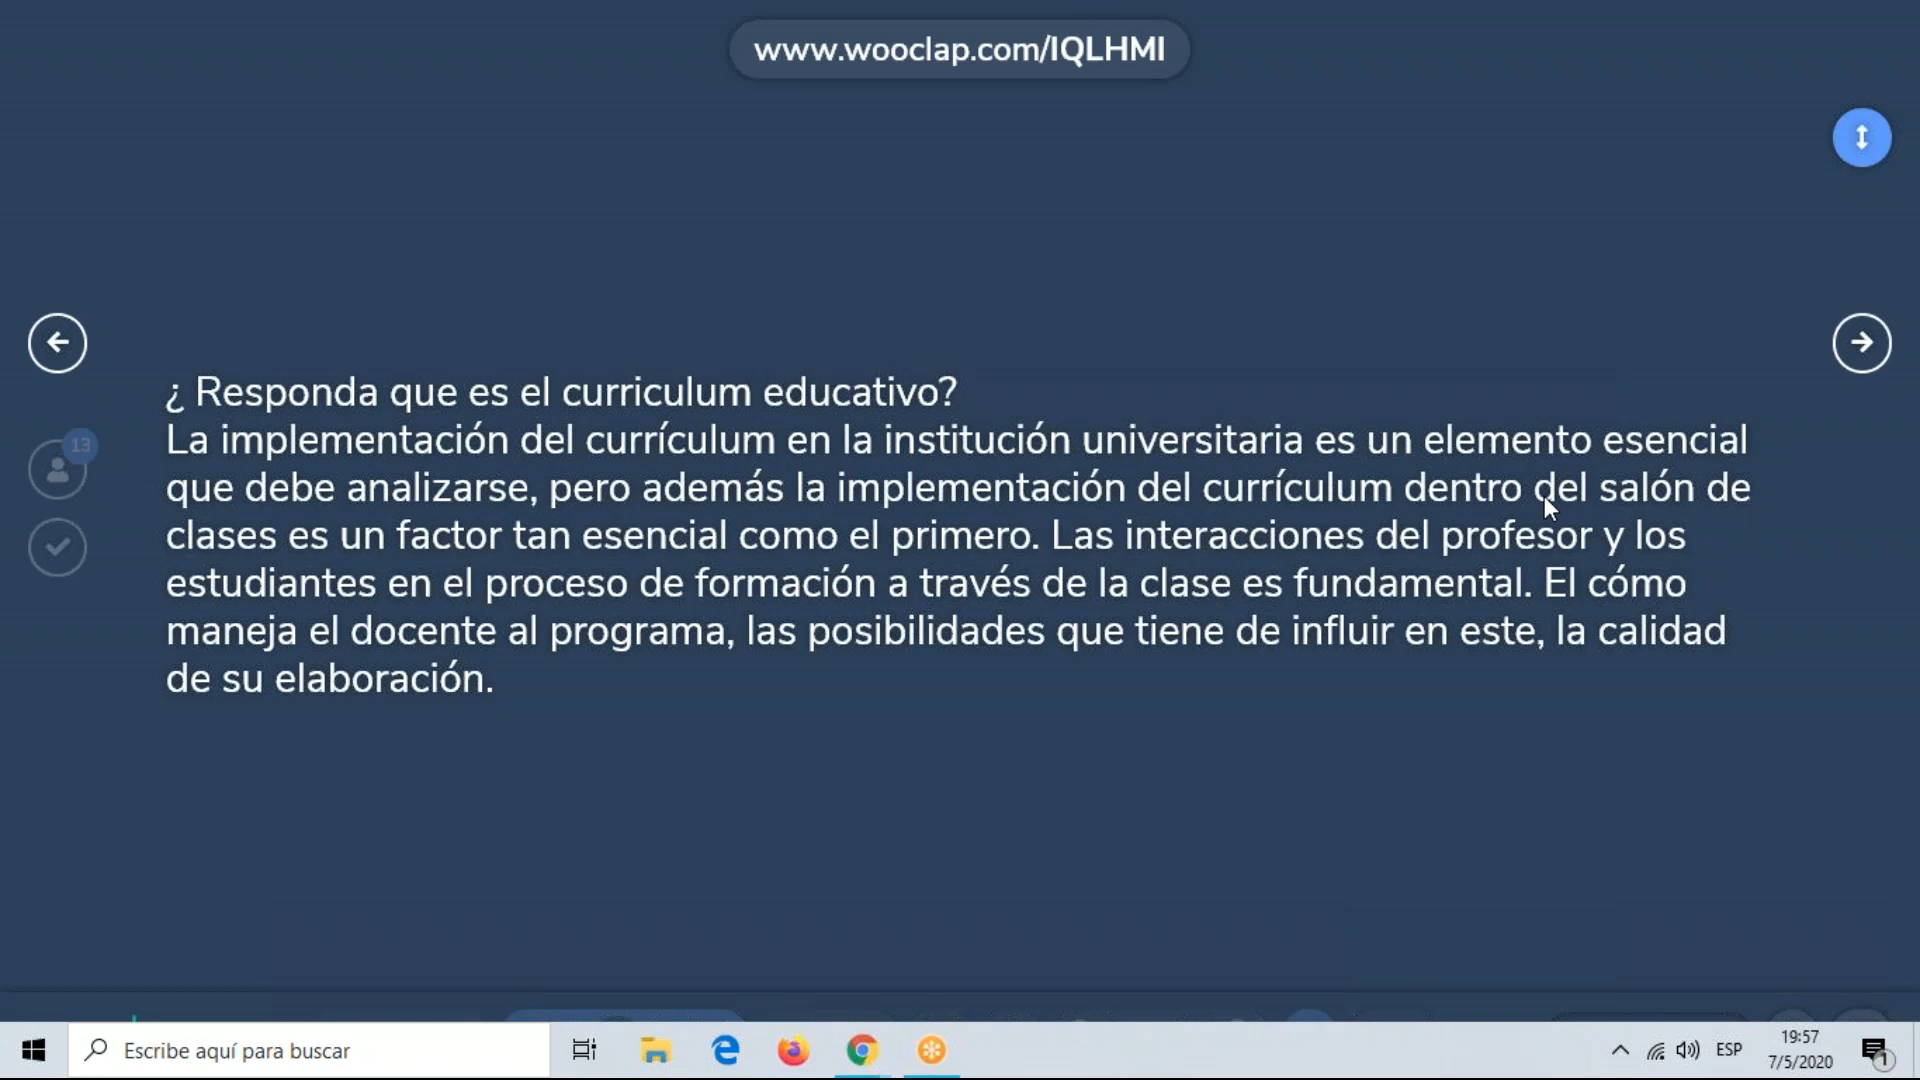 www.wooclap.com/IQLHMI
¿ Responda que es el curriculum educativo?
La implementación del currículum en la institución universitaria es un elemento esencial
que debe analizarse, pero además la implementación del currículum dentro del salón de
clases es un factor tan esencial como el primero. Las interacciones del profesor y los
estudiantes en el proceso de formación a través de la clase es fundamental. El cómo
maneja el docente al programa, las posibilidades que tiene de influir en este, la calidad
de su elaboración.
13
Escribe aquí para buscar
ESP
19:57
7/5/2020
1